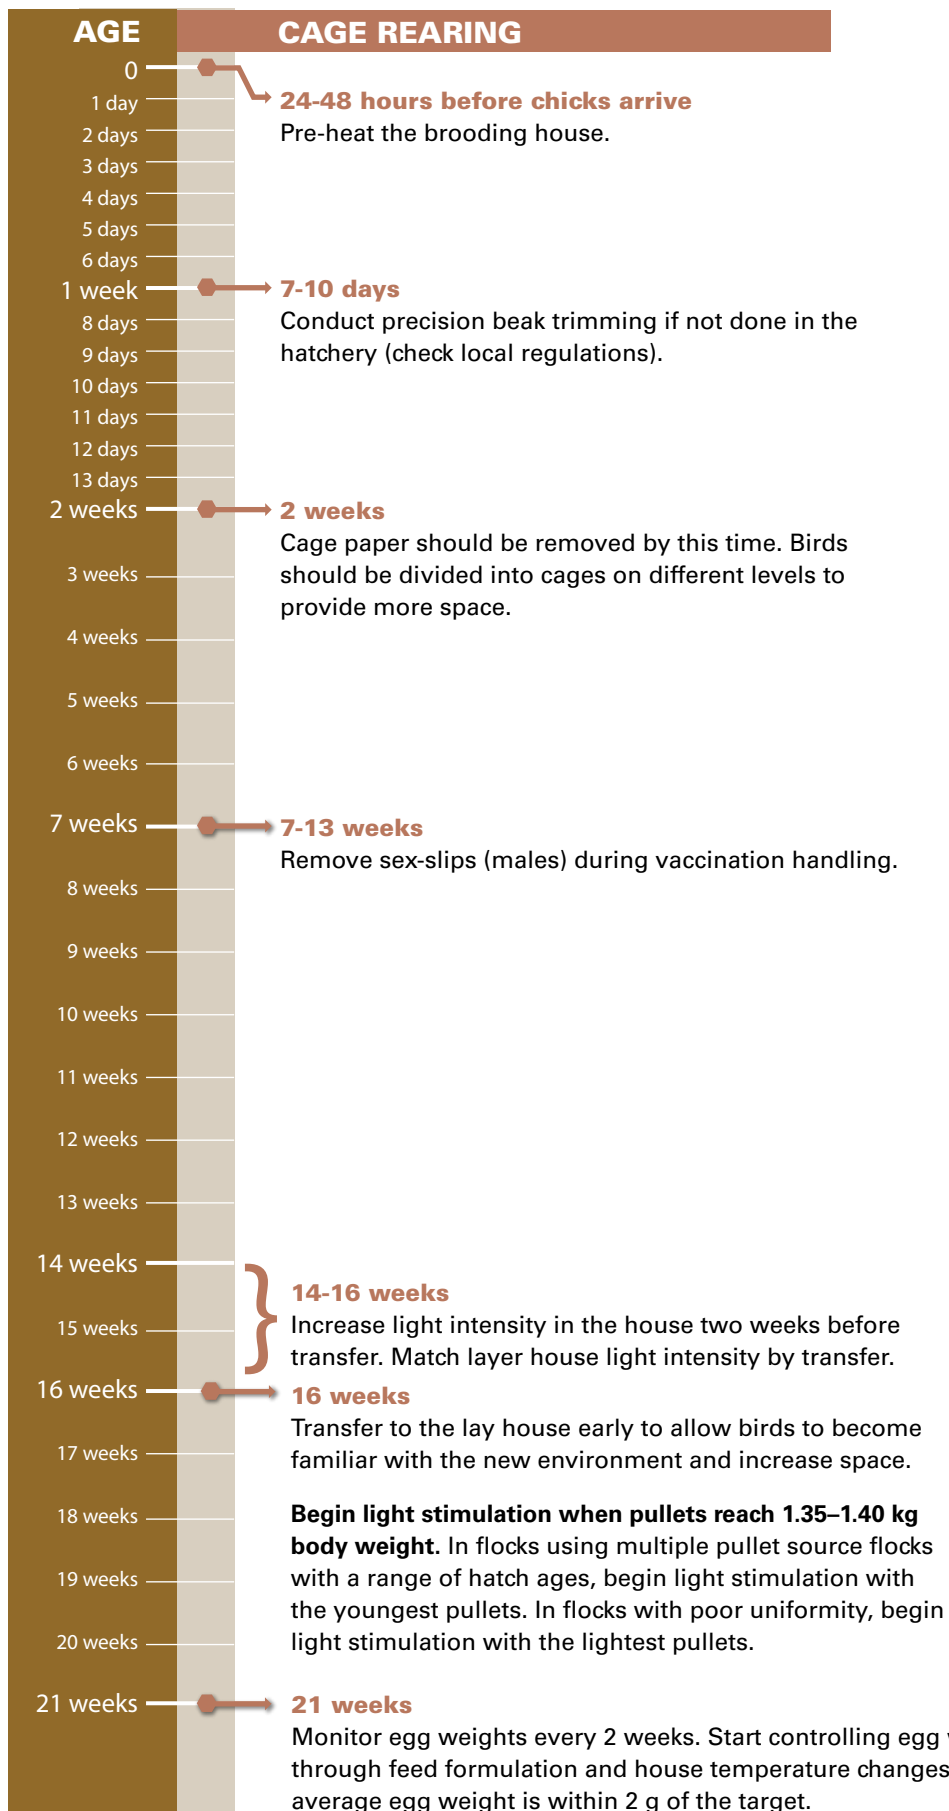 AGE
CAGE REARING
0
1 day
24-48 hours before chicks arrive
2 days
Pre-heat the brooding house.
3 days
4 days
5 days
6 days
1 week
7-10 days
8 days
Conduct precision beak trimming if not done in the
9 days
hatchery (check local regulations).
10 days
11 days
12 days
13 days
2 weeks
2 weeks
Cage paper should be removed by this time. Birds
3 weeks
should be divided into cages on different levels to
provide more space.
4 weeks
5 weeks
6 weeks
7 weeks
7-13 weeks
Remove sex-slips (males) during vaccination handling.
8 weeks
9 weeks
10 weeks
11 weeks
12 weeks
13 weeks
14 weeks
14-16 weeks
15 weeks
Increase light intensity in the house two weeks before
transfer. Match layer house light intensity by transfer.
16 weeks
16 weeks
Transfer to the lay house early to allow birds to become
17 weeks
familiar with the new environment and increase space.
18 weeks
Begin light stimulation when pullets reach 1.35–1.40 kg
body weight. In flocks using multiple pullet source flocks
19 weeks
with a range of hatch ages, begin light stimulation with
the youngest pullets. In flocks with poor uniformity, begin
20 weeks
light stimulation with the lightest pullets.
21 weeks
21 weeks
Monitor egg weights every 2 weeks. Start controlling egg
through feed formulation and house temperature changes
average egg weight is within 2 g of the target.